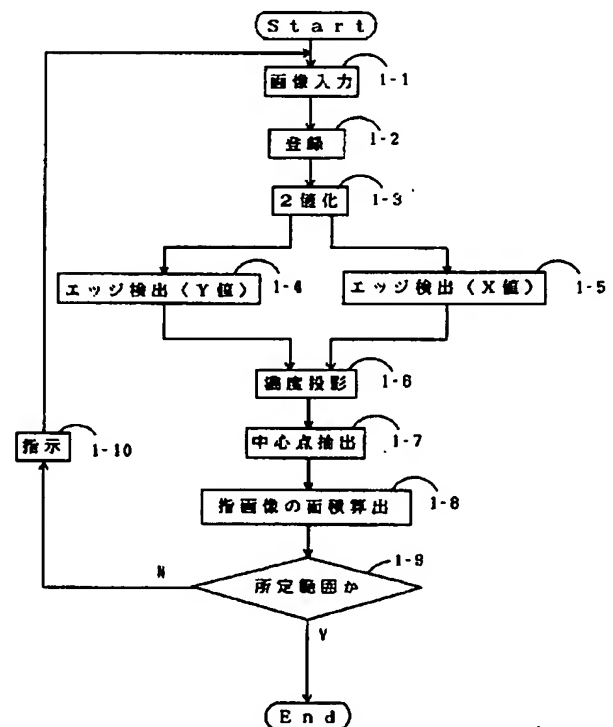 Start
画像入力
1-1
登録
1-2
2値化
1-3
エッジ検出(Y値)
1-4
エッジ検出(X値)
1-5
濃度投影
1-6
中心点抽出
1-7
指示
1-10
指画像の面積算出
1-8
所定範囲か
1-9
N
Y
End